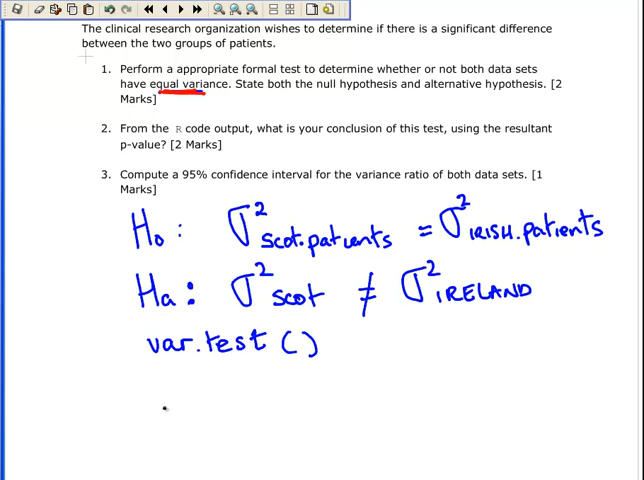 The clinical research organization wishes to determine if there is a significant difference
between the two groups of patients.
1. Perform a appropriate formal test to determine whether or not both data sets
have equal variance. State both the null hypothesis and alternative hypothesis. [2
Marks]
2. From the R code output, what is your conclusion of this test, using the resultant
p-value? [2 Marks]
3. Compute a 95% confidence interval for the variance ratio of both data sets. [1
Marks]
Ho: σ² scot.patients = σ² IRISH.patients
Ha: σ² SCOT ≠ σ² IRELAND
var.test ( )